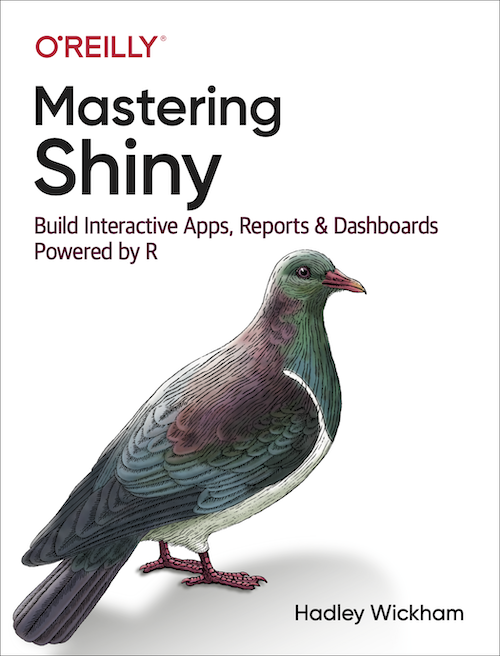 O'REILLY®
Mastering
Shiny
Build Interactive Apps, Reports & Dashboards
Powered by R
Hadley Wickham